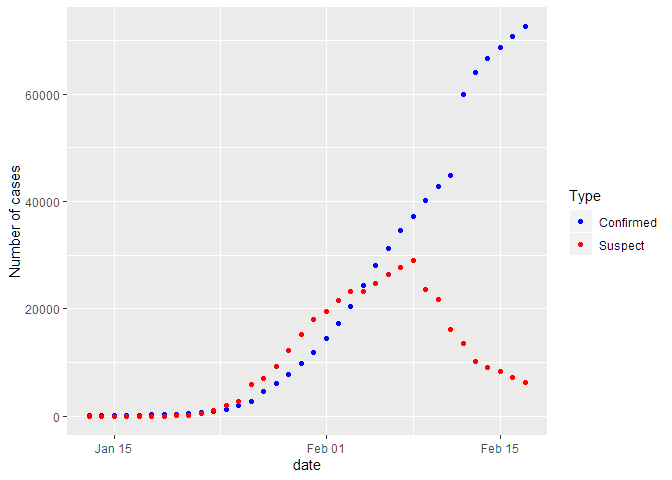 Number of cases
60000
40000
20000
0
Jan 15
Feb 01
Feb 15
date
Type
Confirmed
Suspect